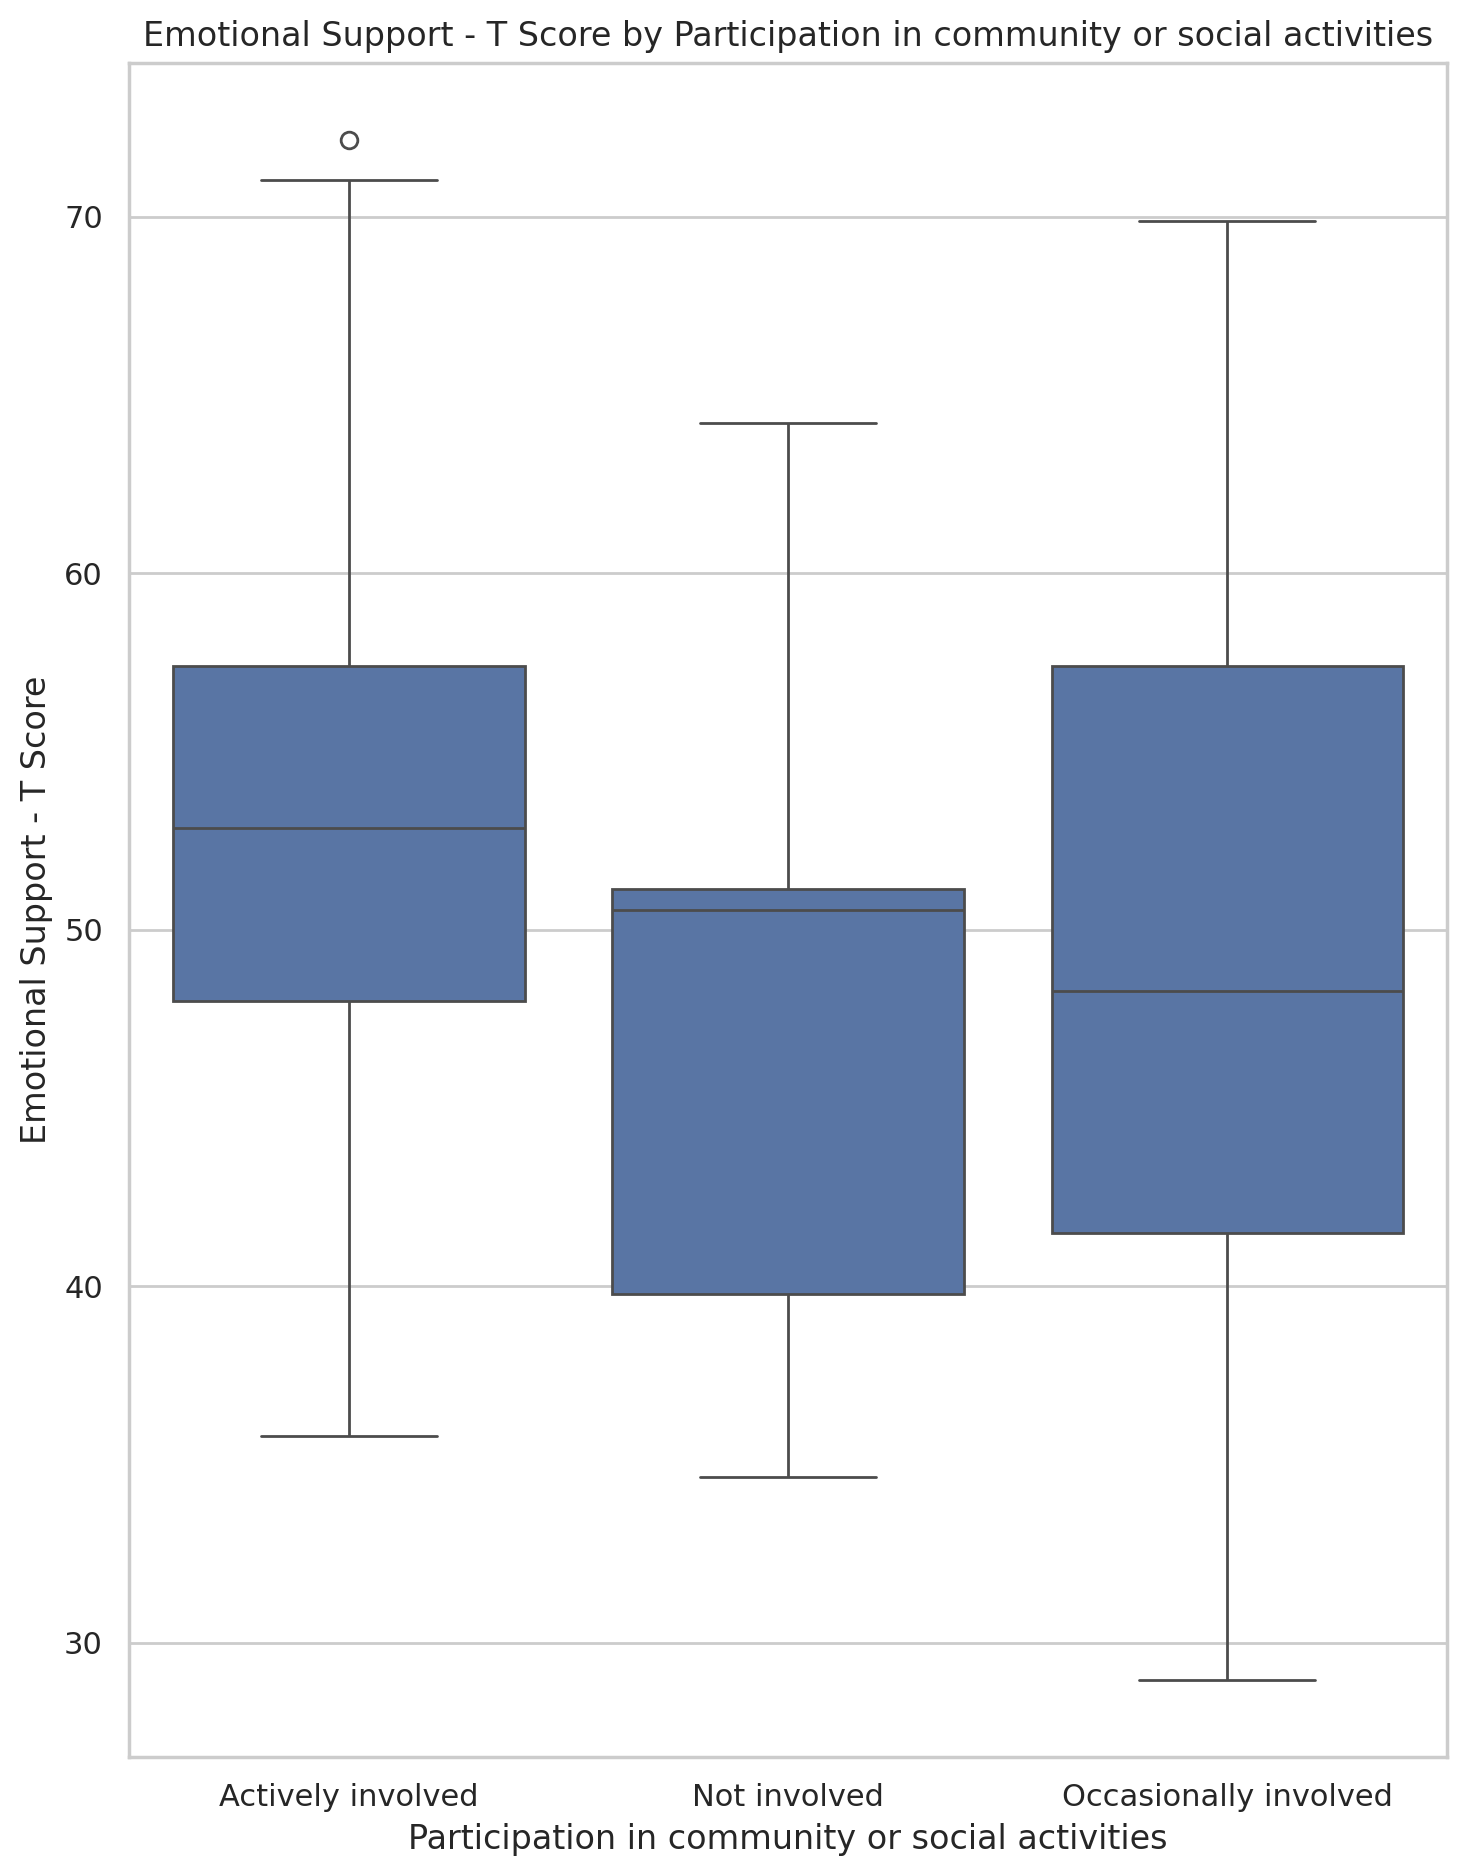 Emotional Support - T Score by Participation in community or social activities
Emotional Support - T Score
70
60
50
40
30
Actively involved
Not involved
Occasionally involved
Participation in community or social activities